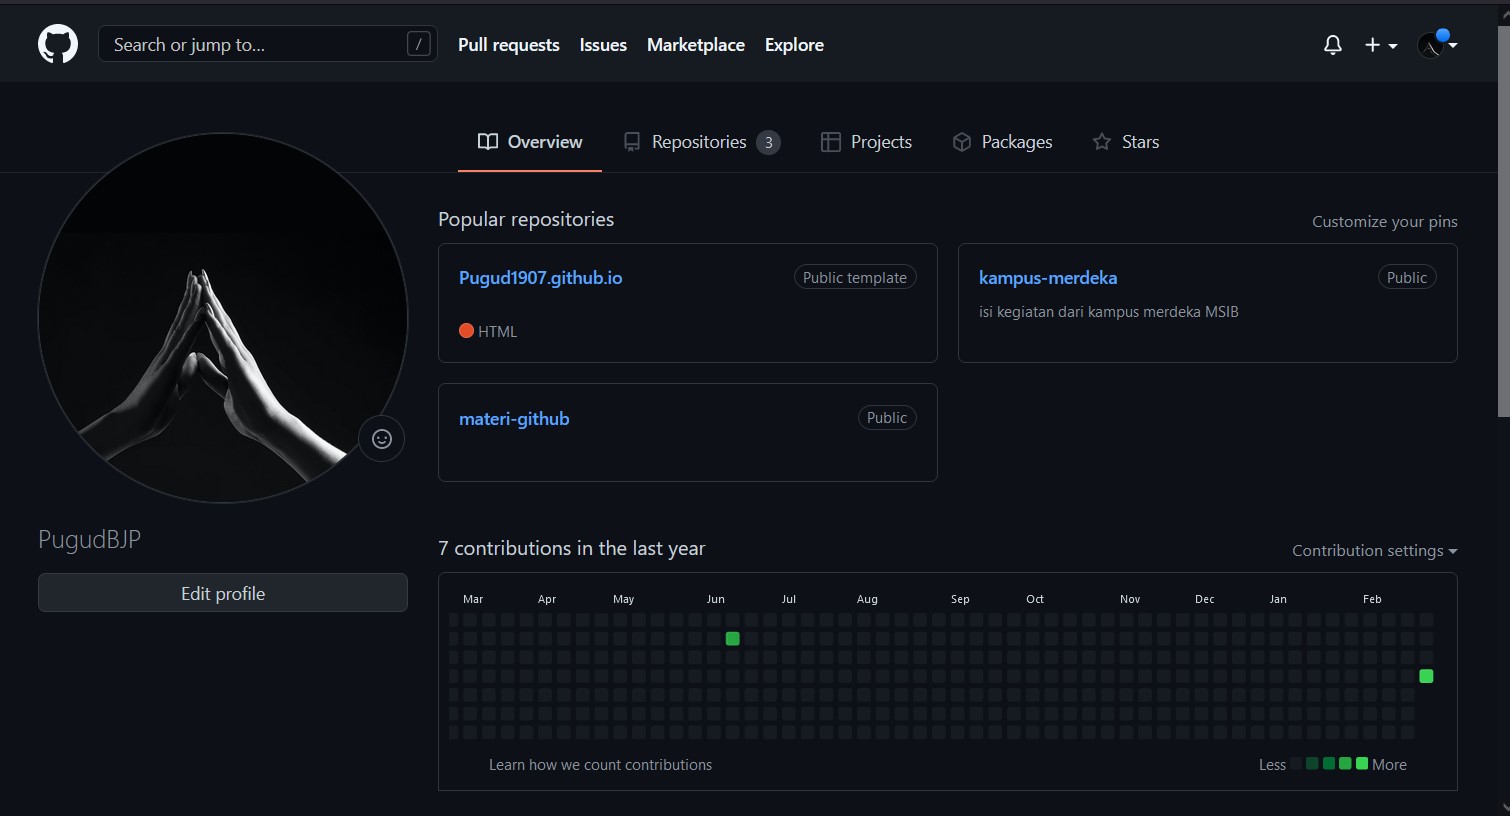 Search or jump to... /
Pull requests Issues Marketplace Explore
Overview Repositories 3 Projects Packages Stars
Popular repositories
Customize your pins
Pugud1907.github.io Public template
HTML
kampus-merdeka Public
isi kegiatan dari kampus merdeka MSIB
materi-github Public
PugudBJP
Edit profile
7 contributions in the last year
Contribution settings
Mar Apr May Jun Jul Aug Sep Oct Nov Dec Jan Feb
Learn how we count contributions
Less More